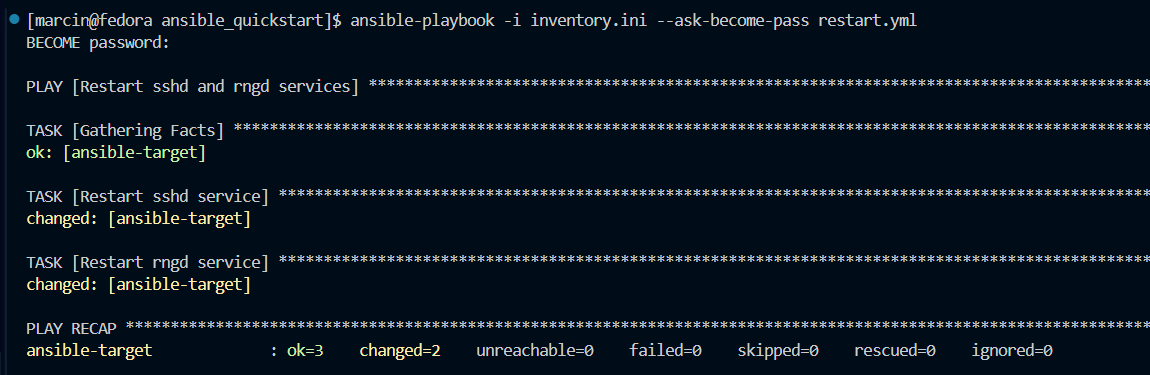 [marcin@fedora ansible_quickstart]$ ansible-playbook -i inventory.ini --ask-become-pass restart.yml
BECOME password:
PLAY [Restart sshd and rngd services] ****************************************************************************************
TASK [Gathering Facts] *******************************************************************************************************
ok: [ansible-target]
TASK [Restart sshd service] **************************************************************************************************
changed: [ansible-target]
TASK [Restart rngd service] **************************************************************************************************
changed: [ansible-target]
PLAY RECAP *******************************************************************************************************************
ansible-target             : ok=3    changed=2    unreachable=0    failed=0    skipped=0    rescued=0    ignored=0